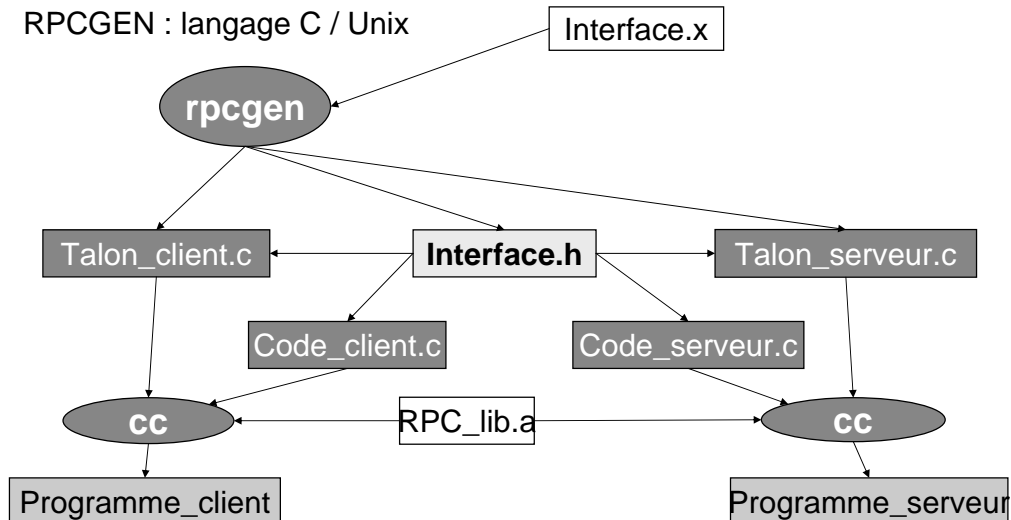 RPCGEN : langage C / Unix
Interface.x
rpcgen
Talon_client.c
Interface.h
Talon_serveur.c
Code_client.c
Code_serveur.c
cc
RPC_lib.a
cc
Programme_client
Programme_serveur